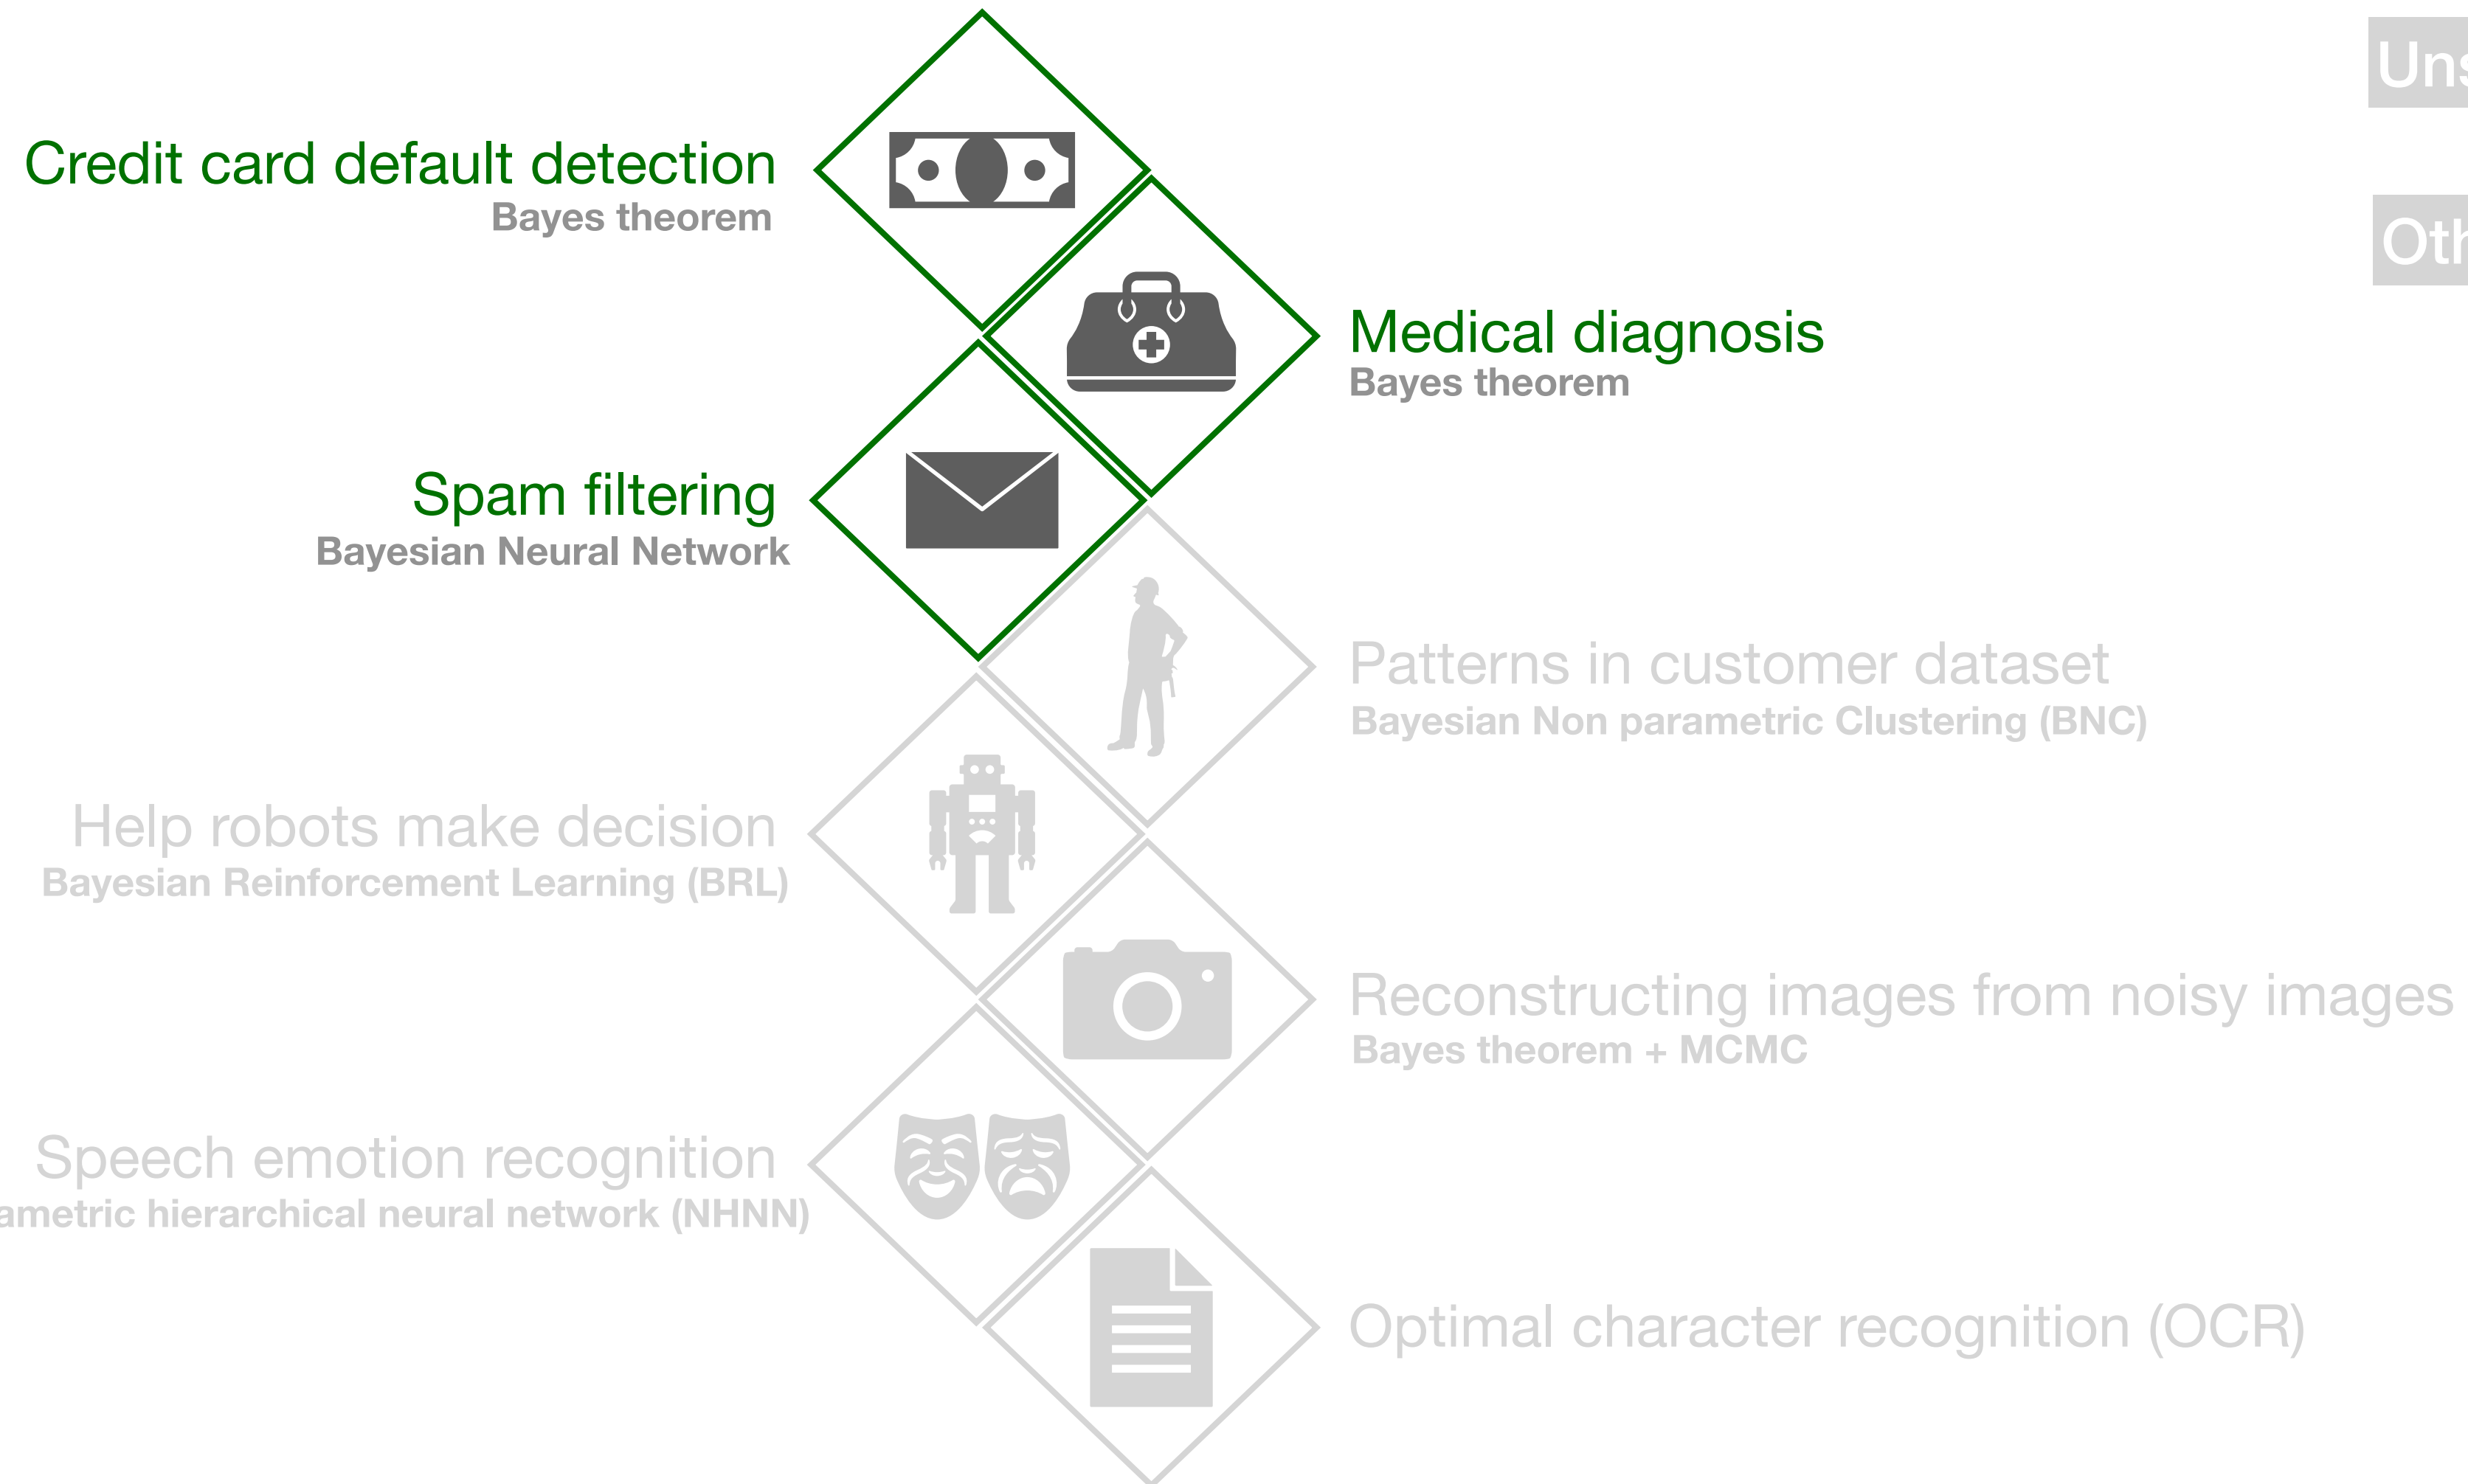 Credit card default detection
Bayes theorem
Medical diagnosis
Bayes theorem
Spam filtering
Bayesian Neural Network
Patterns in customer dataset
Bayesian Non parametric Clustering (BNC)
Help robots make decision
Bayesian Reinforcement Learning (BRL)
Reconstructing images from noisy images
Bayes theorem + MCMC
Speech emotion recognition
hierarchical neural network (NHNN)
Optimal character recognition (OCR)